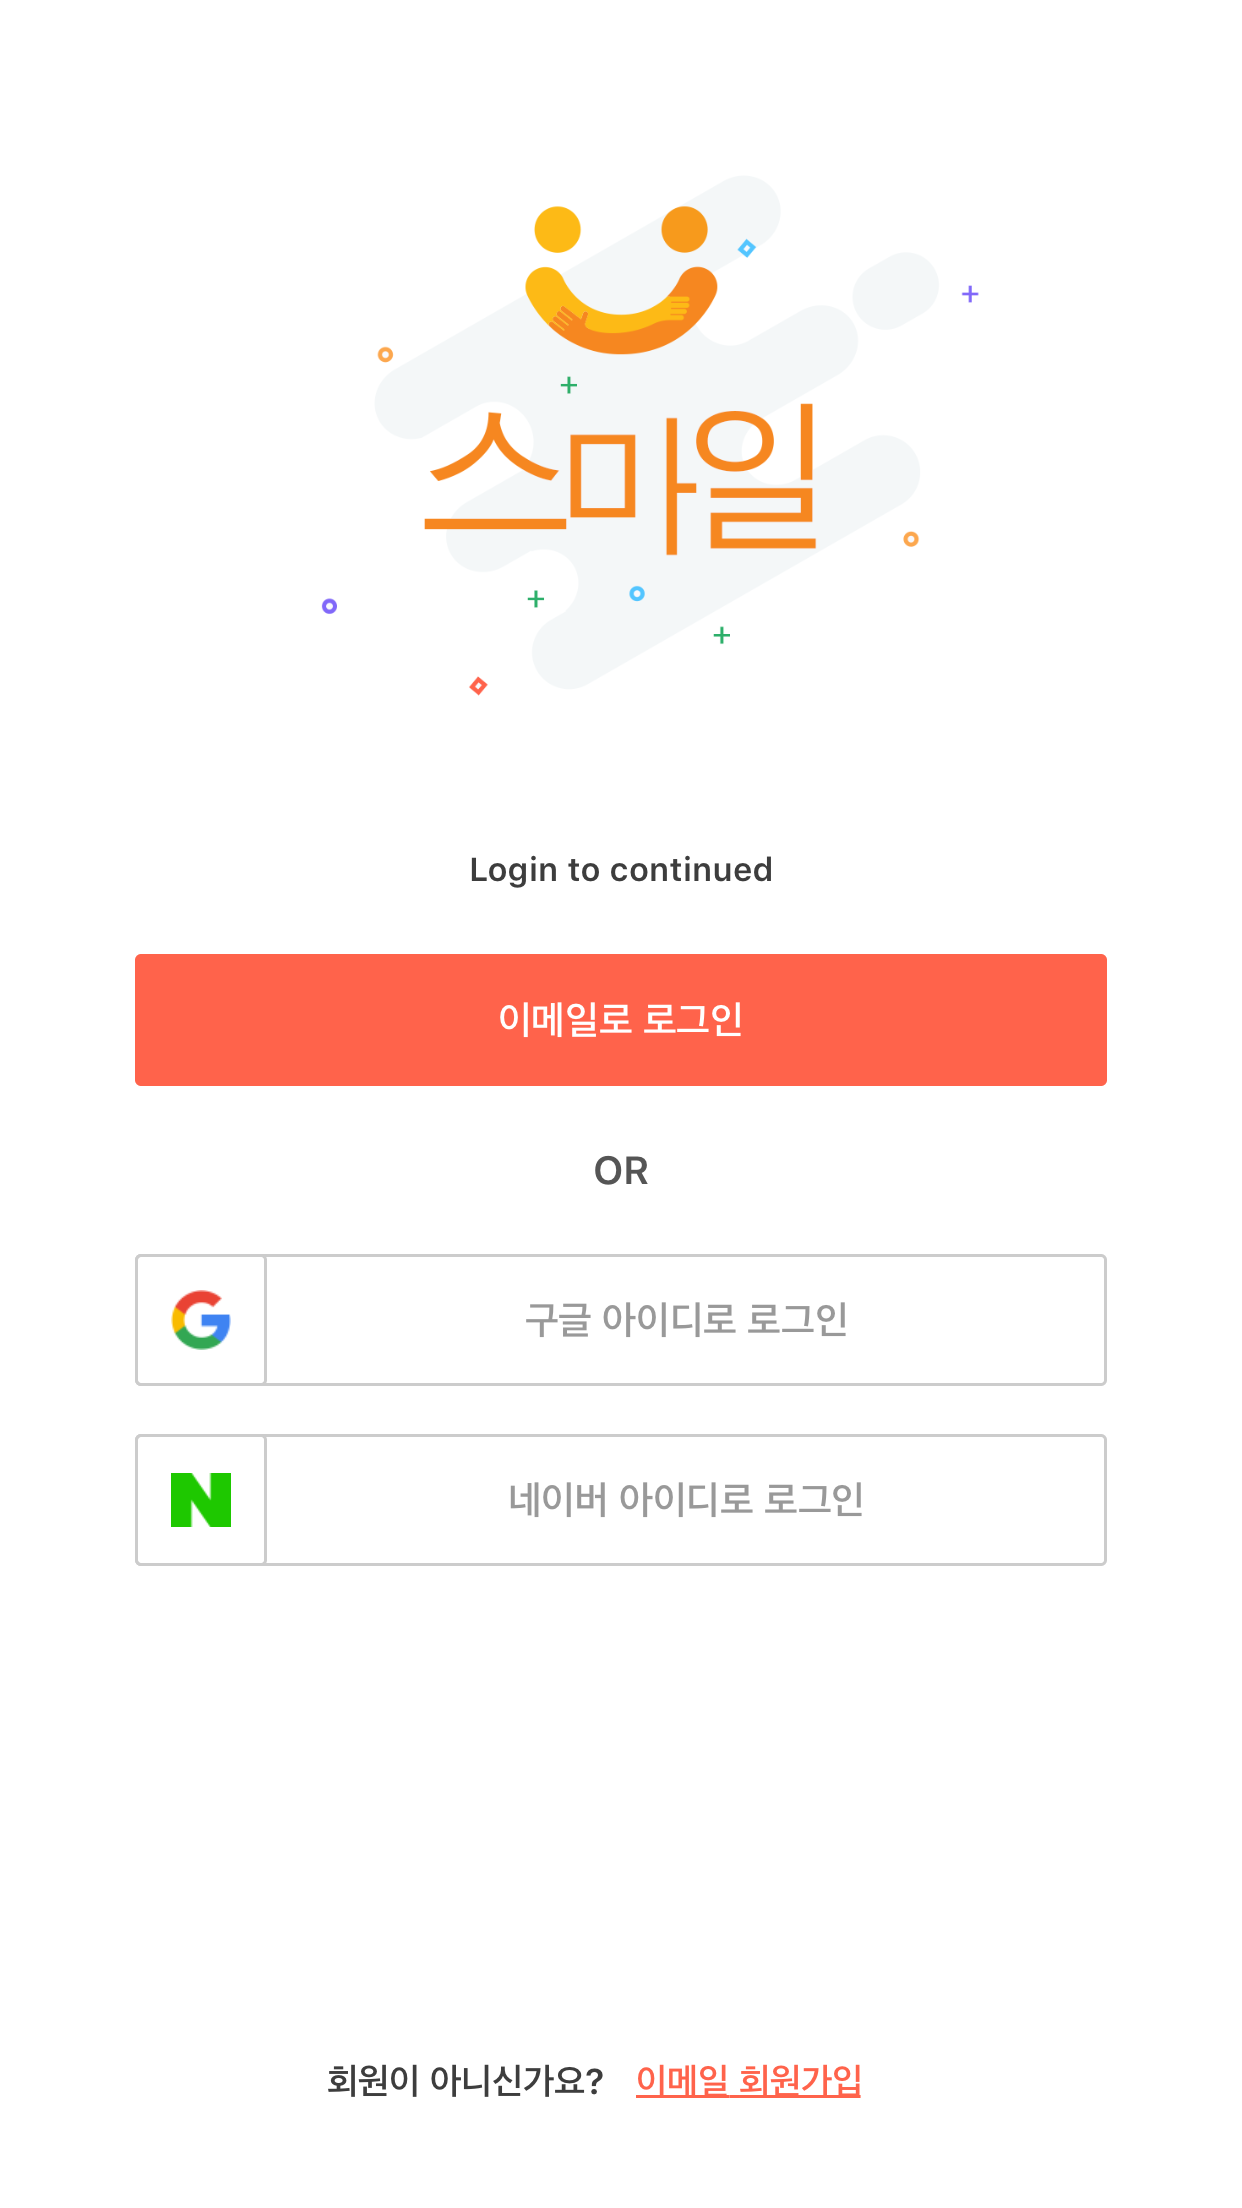 스마일
Login to continued
이메일로 로그인
OR
구글 아이디로 로그인
네이버 아이디로 로그인
회원이 아니신가요? 이메일 회원가입